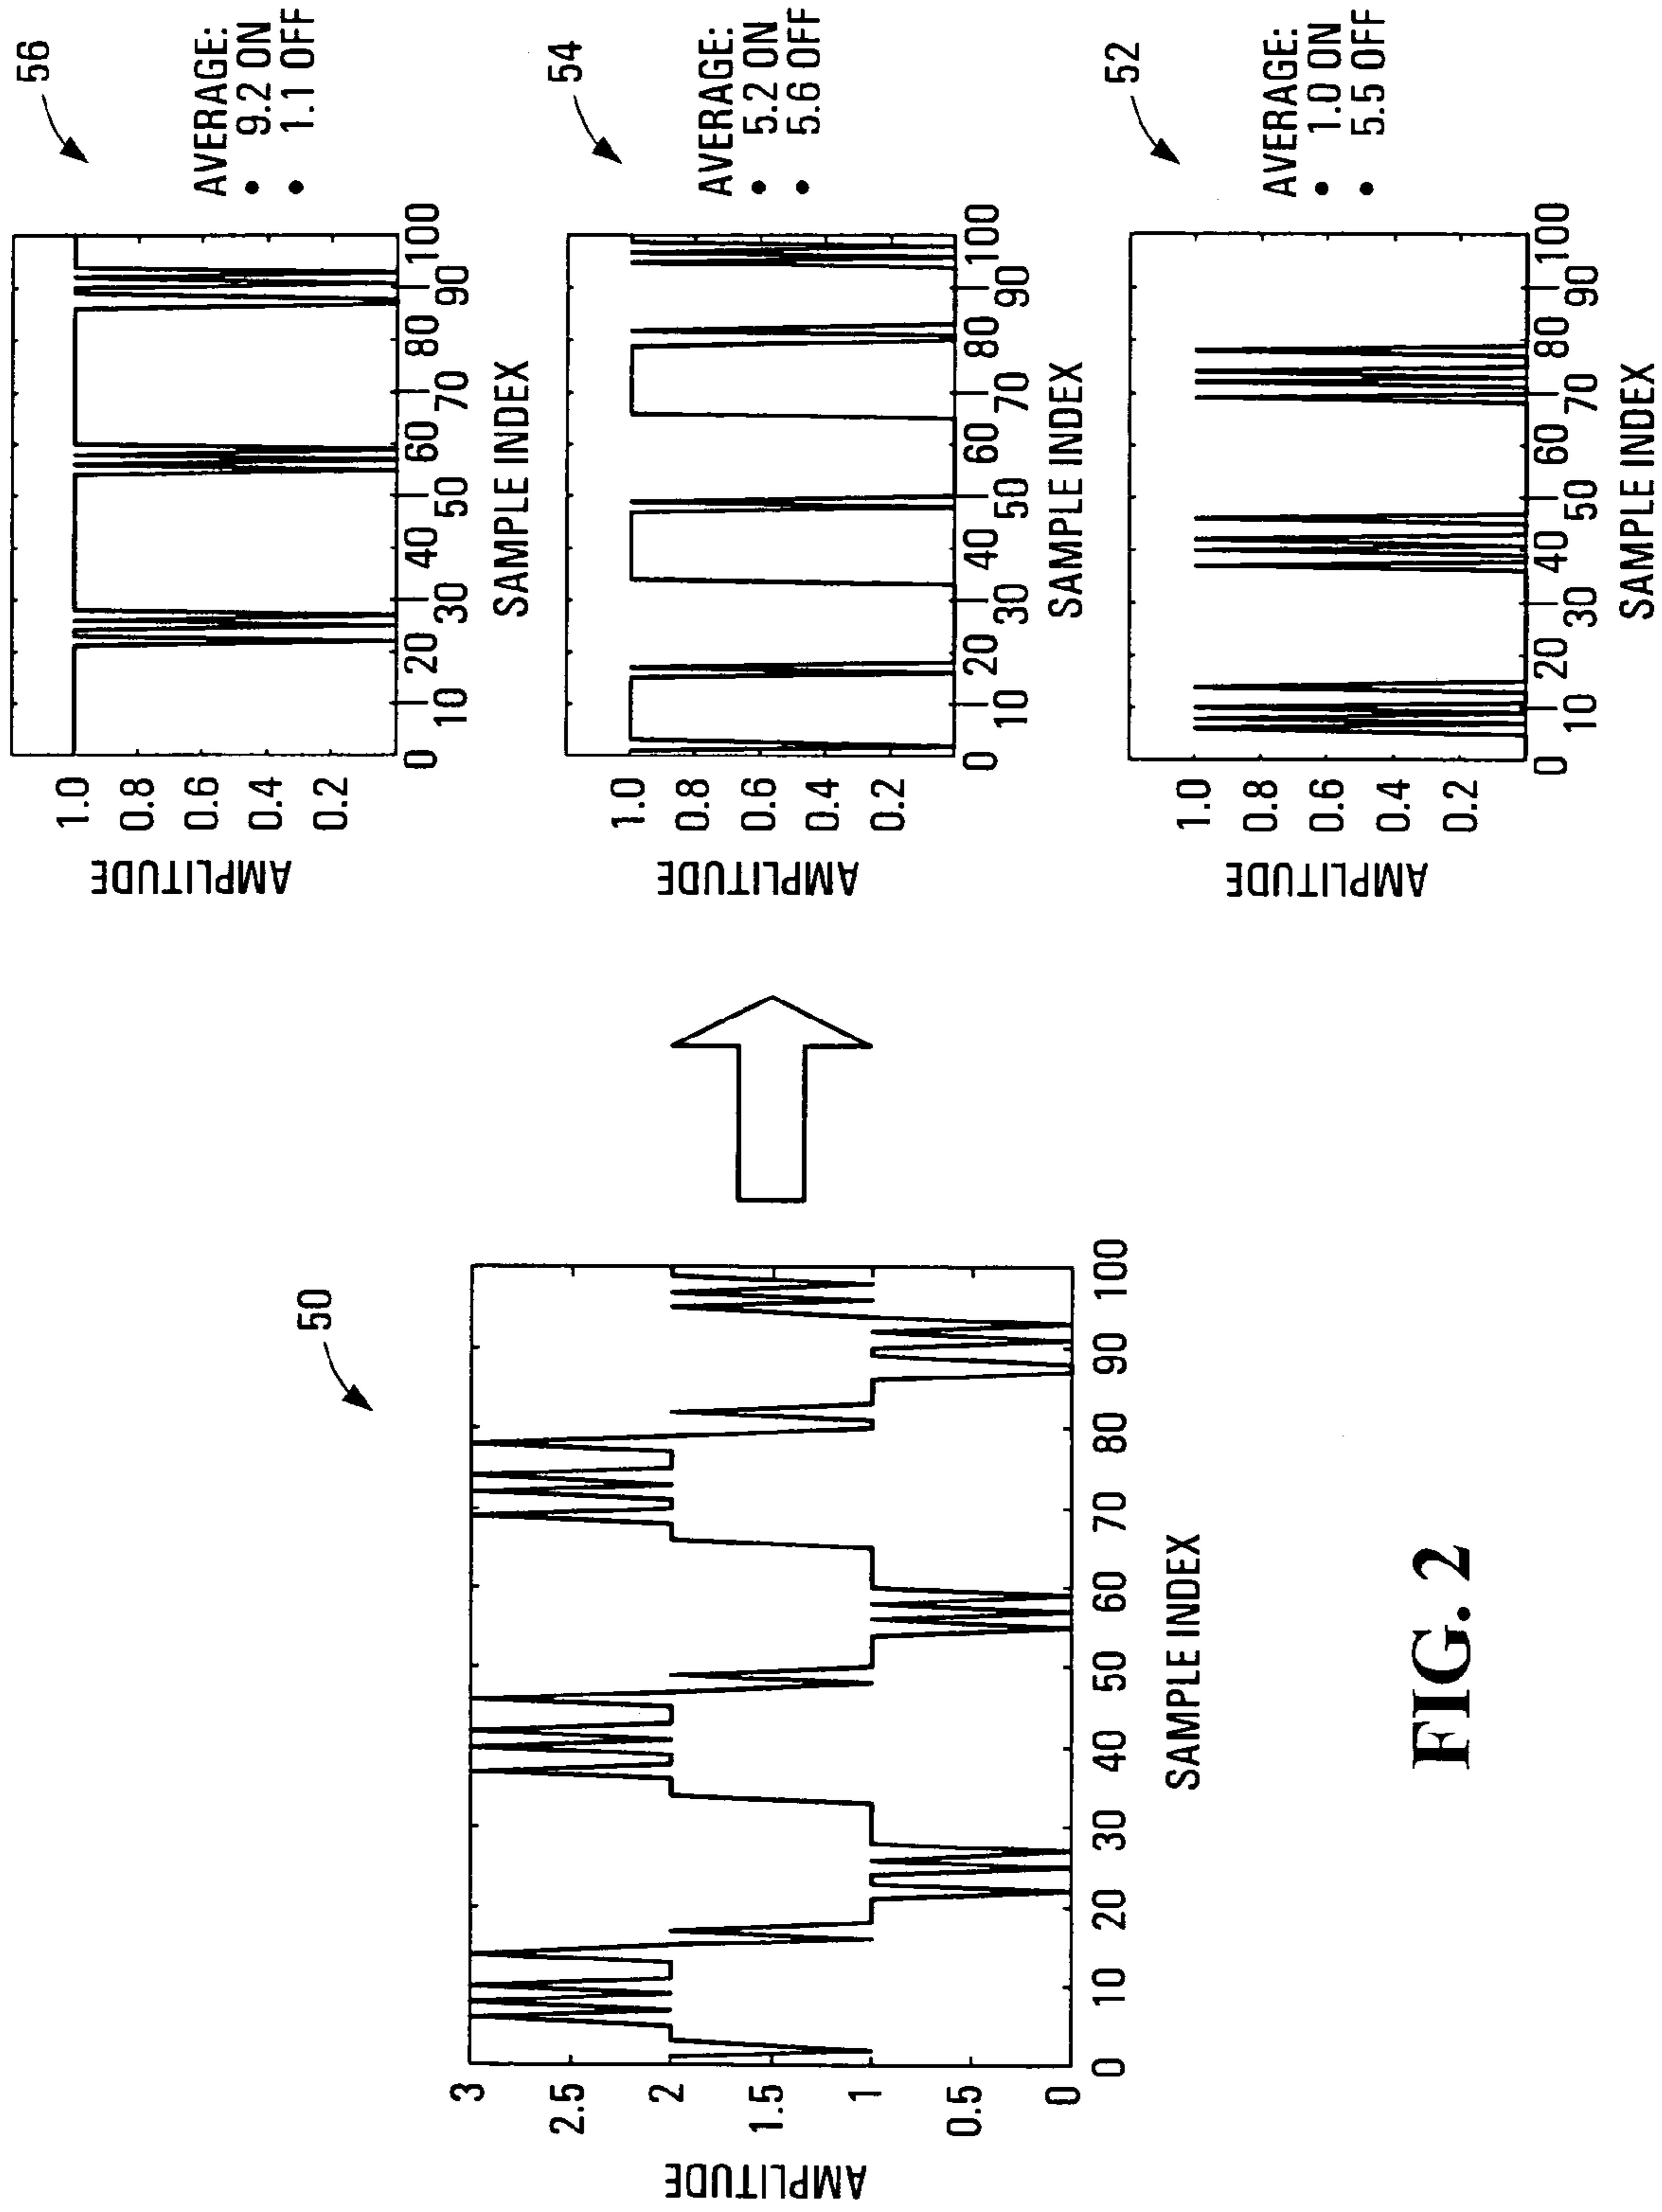 50
AMPLITUDE
3
2.5
2
1.5
1
0.5
0
0 10 20 30 40 50 60 70 80 90 100
SAMPLE INDEX
56
AMPLITUDE
1.0
0.8
0.6
0.4
0.2
0 10 20 30 40 50 60 70 80 90 100
SAMPLE INDEX
AVERAGE:
• 9.2 ON
• 1.1 OFF
54
AMPLITUDE
1.0
0.8
0.6
0.4
0.2
0 10 20 30 40 50 60 70 80 90 100
SAMPLE INDEX
AVERAGE:
• 5.2 ON
• 5.6 OFF
52
AMPLITUDE
1.0
0.8
0.6
0.4
0.2
0 10 20 30 40 50 60 70 80 90 100
SAMPLE INDEX
AVERAGE:
• 1.0 ON
• 5.5 OFF
FIG. 2